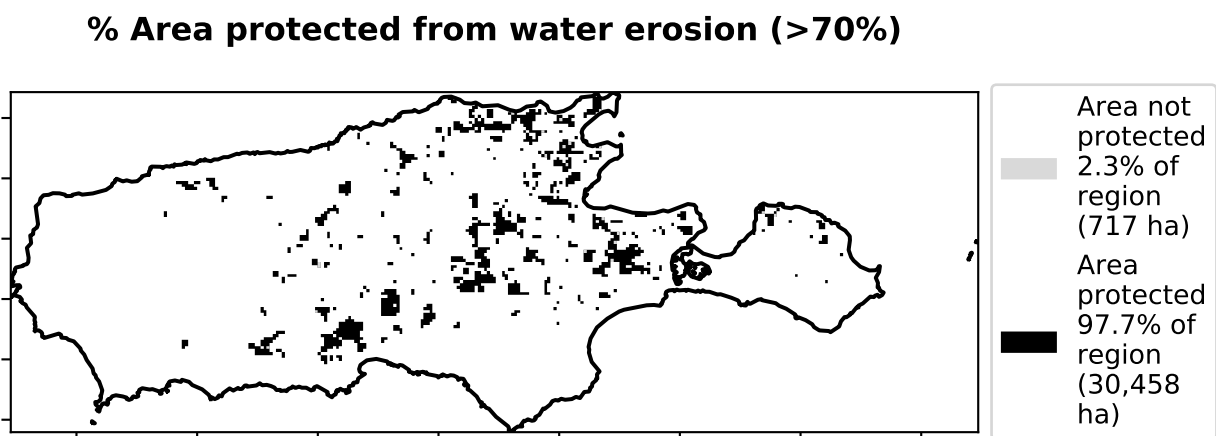 % Area protected from water erosion (>70%)
Area not
protected
2.3% of
region
(717 ha)
Area
protected
97.7% of
region
(30,458
ha)